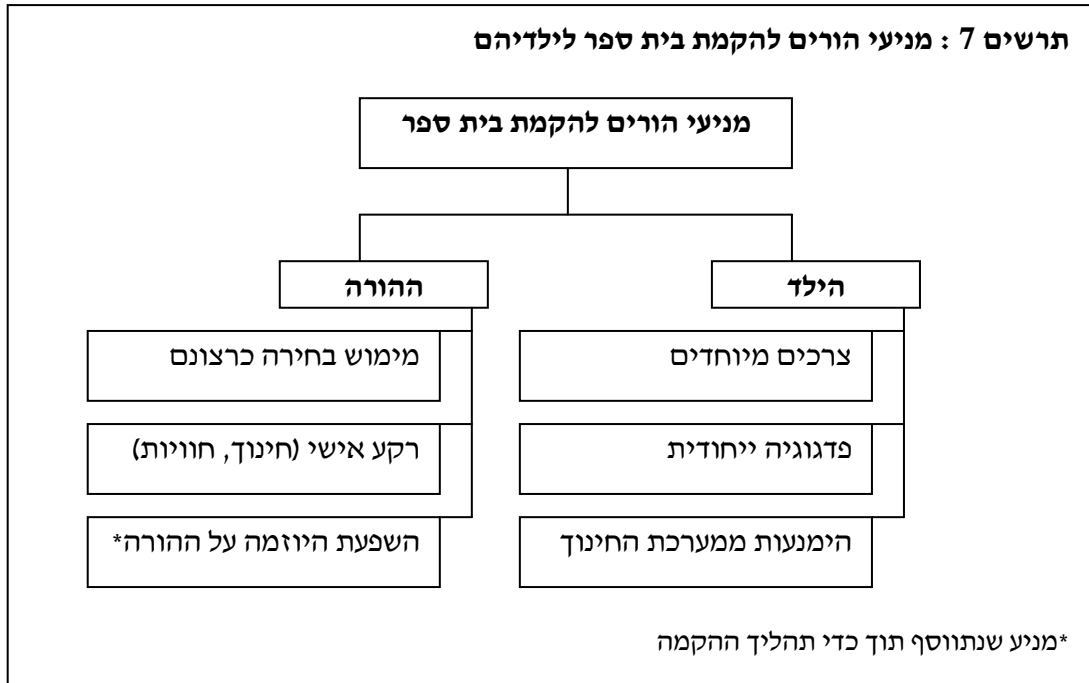 תרשים 7 : מניעי הורים להקמת בית ספר לילדיהם
מניעי הורים להקמת בית ספר
הילד
צרכים מיוחדים
פדגוגיה ייחודית
הימנעות ממערכת החינוך
ההורה
מימוש בחירה כרצונם
רקע אישי (חינוך, חוויות)
השפעת היוזמה על ההורה*
*מניע שנתווסף תוך כדי תהליך ההקמה